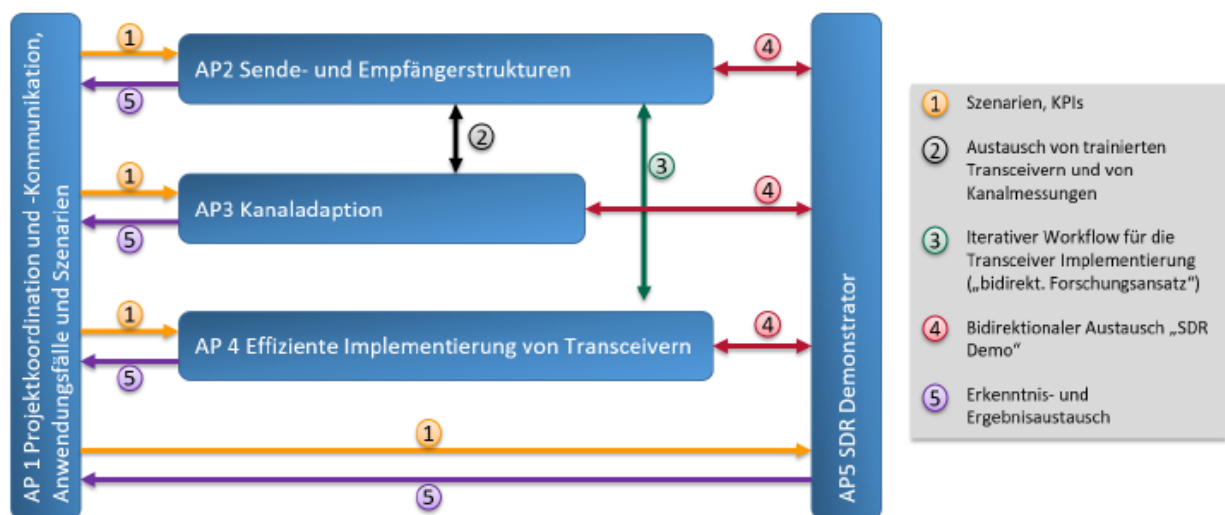 AP 1 Projektkoordination und -Kommunikation,
Anwendungsfälle und Szenarien
1
5
AP2 Sende- und Empfängerstrukturen
4
2
3
1
5
AP3 Kanaladaption
4
1
5
AP 4 Effiziente Implementierung von Transceivern
4
1
5
AP5 SDR Demonstrator
1 Szenarien, KPIs
2 Austausch von trainierten
Transceivern und von
Kanalmessungen
3 Iterativer Workflow für die
Transceiver Implementierung
(„bidirekt. Forschungsansatz“)
4 Bidirektionaler Austausch „SDR
Demo“
5 Erkenntnis- und
Ergebnisaustausch